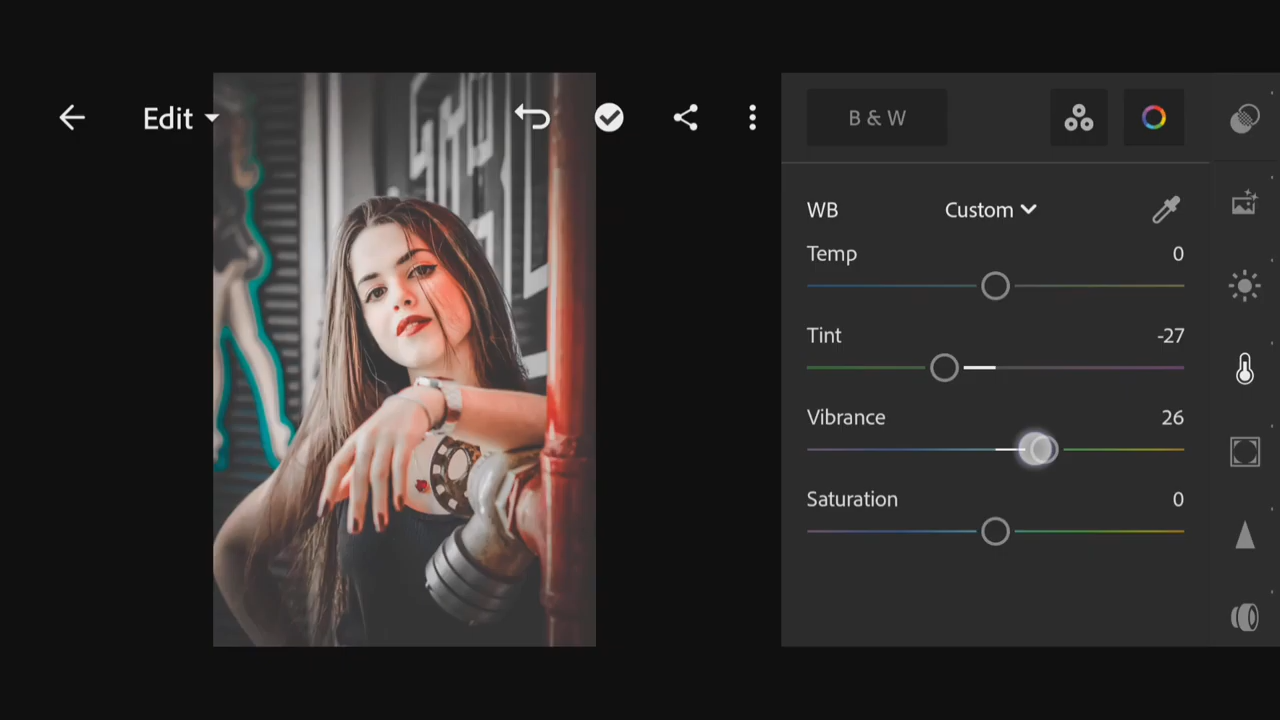 Edit
B & W
WB Custom
Temp 0
Tint -27
Vibrance 26
Saturation 0